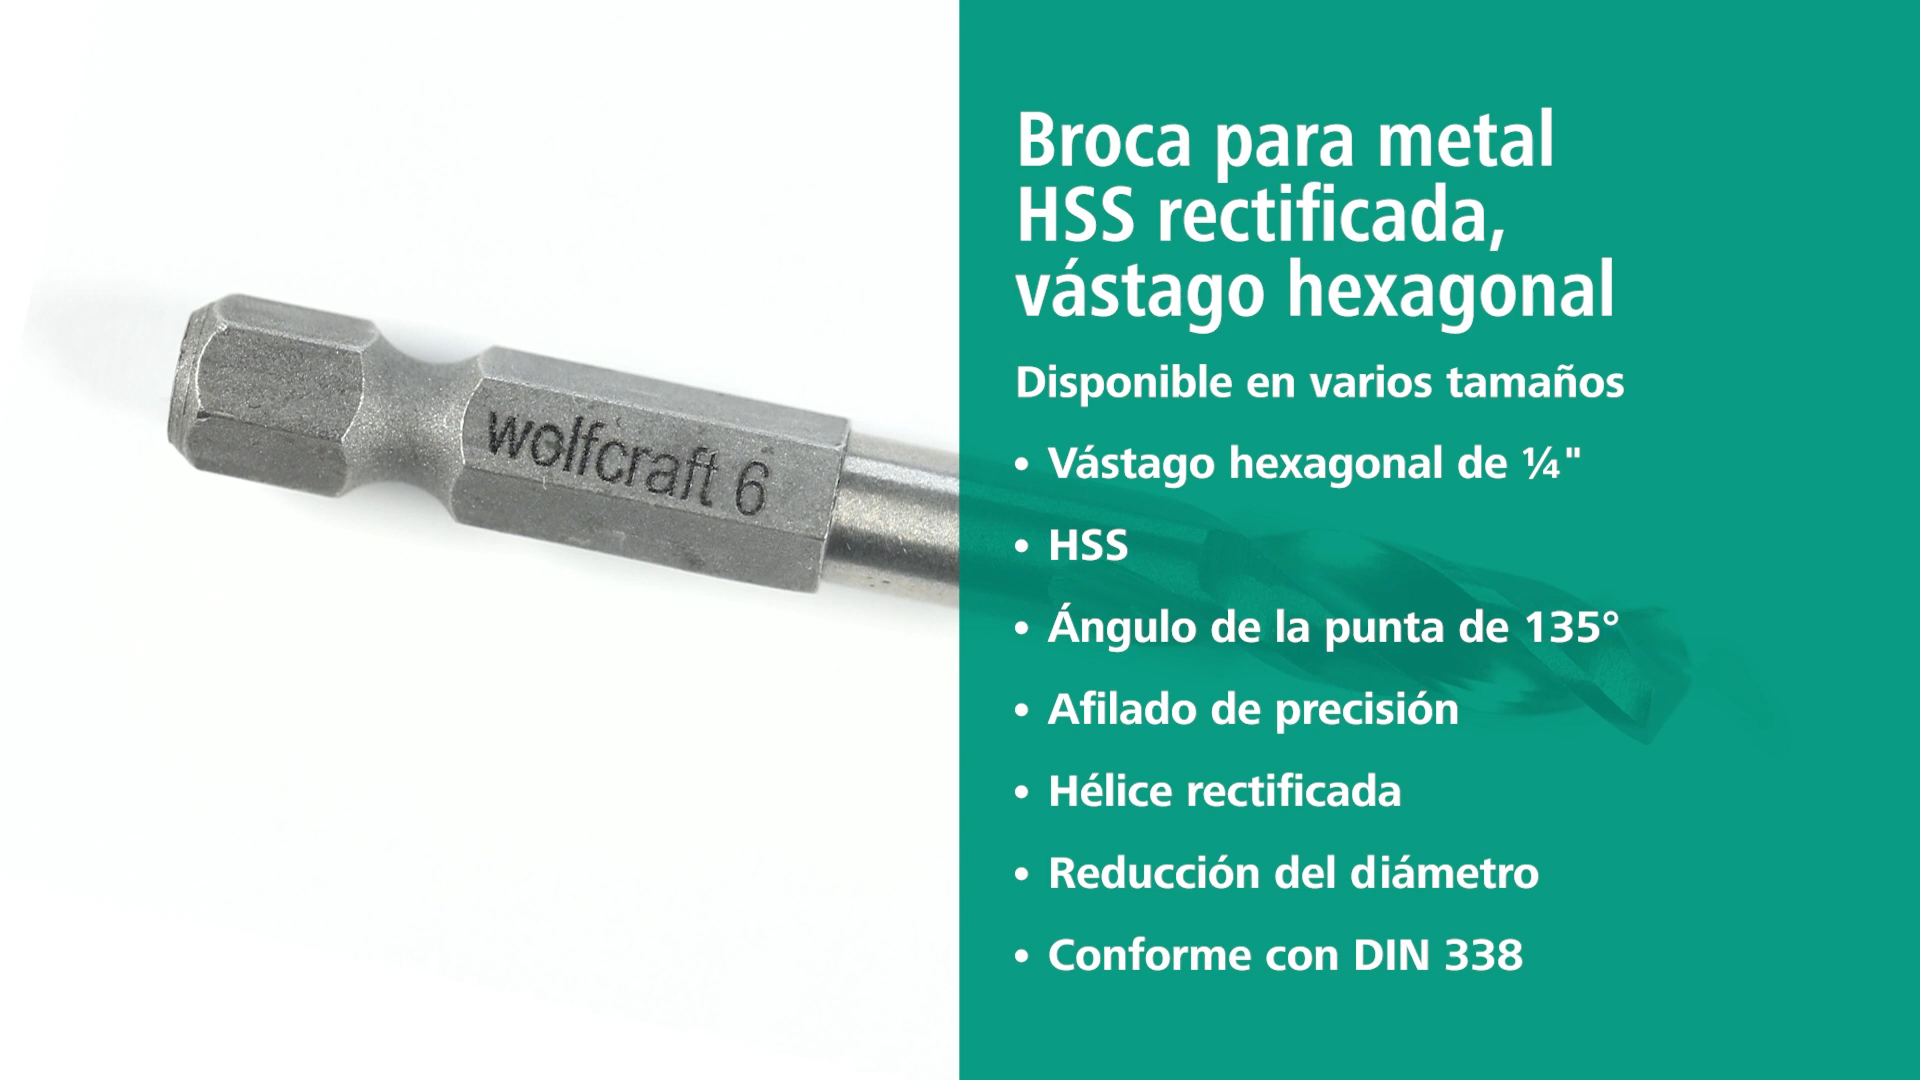 wolfcraft 6
Broca para metal
HSS rectificada,
vástago hexagonal
Disponible en varios tamaños
• Vástago hexagonal de ¼"
• HSS
• Ángulo de la punta de 135°
• Afilado de precisión
• Hélice rectificada
• Reducción del diámetro
• Conforme con DIN 338